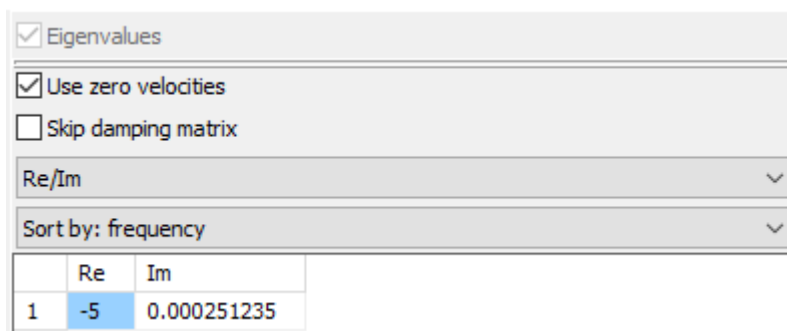 Eigenvalues
Use zero velocities
Skip damping matrix
Re/Im
Sort by: frequency
Re Im
1 -5 0.000251235